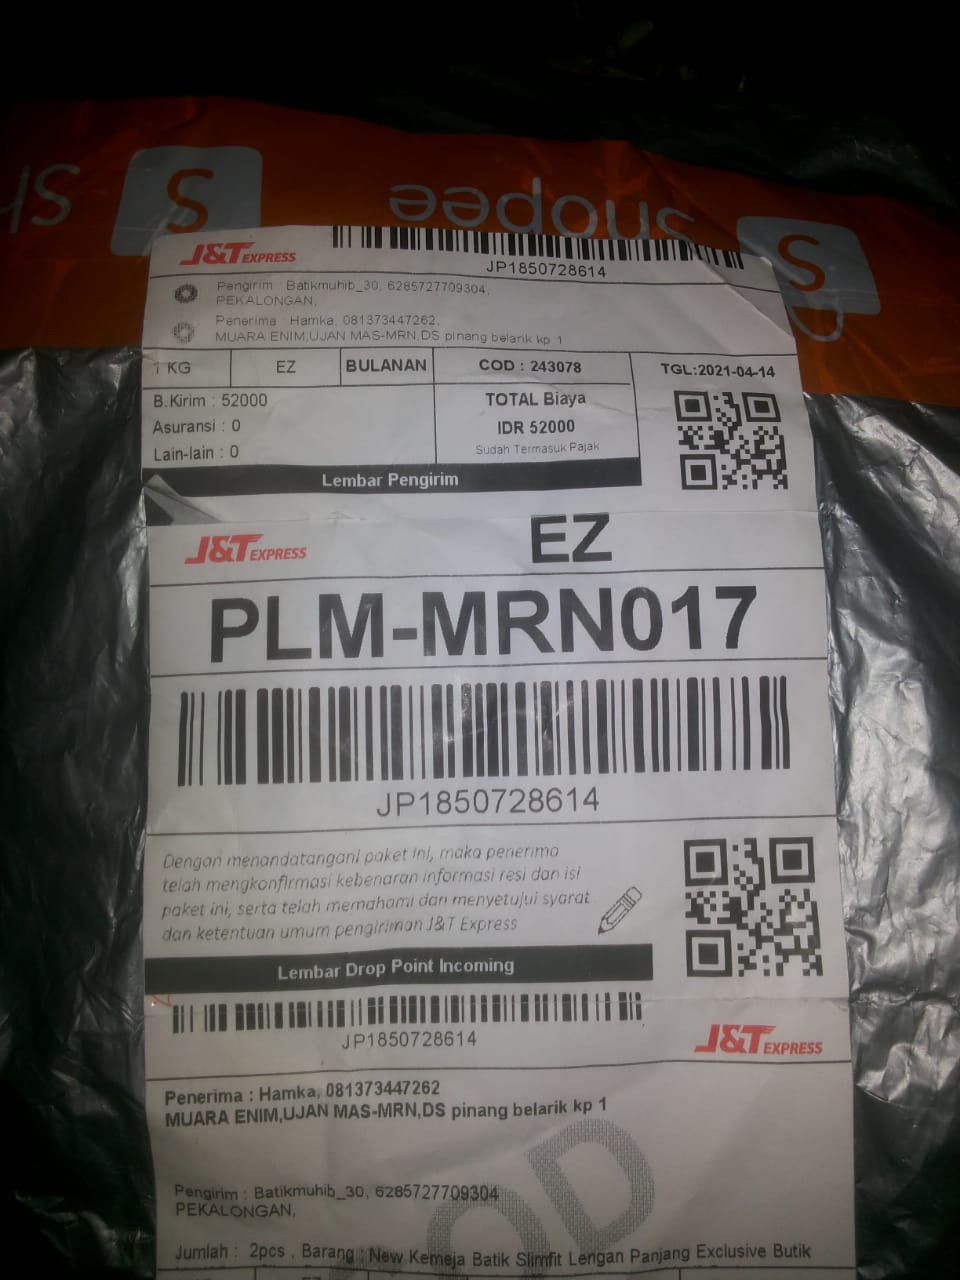 shopee
J&T EXPRESS
JP1850728614
Pengirim : Batikmuhib_30, 6285727709304,
PEKALONGAN,
Penerima : Hamka, 081373447262,
MUARA ENIM,UJAN MAS-MRN,DS pinang belarik kp 1
1 KG EZ BULANAN COD : 243078 TGL:2021-04-14
B.Kirim : 52000 TOTAL Biaya
Asuransi : 0 IDR 52000
Lain-lain : 0 Sudah Termasuk Pajak
Lembar Pengirim
J&T EXPRESS EZ
PLM-MRN017
JP1850728614
Dengan menandatangani paket ini, maka penerima
telah mengkonfirmasi kebenaran informasi resi dan isi
paket ini, serta telah memahami dan menyetujui syarat
dan ketentuan umum pengiriman J&T Express
Lembar Drop Point Incoming
JP1850728614
J&T EXPRESS
Penerima : Hamka, 081373447262
MUARA ENIM,UJAN MAS-MRN,DS pinang belarik kp 1
COD
Pengirim : Batikmuhib_30, 6285727709304
PEKALONGAN,
Jumlah : 2pcs , Barang : New Kemeja Batik Slimfit Lengan Panjang Exclusive Butik